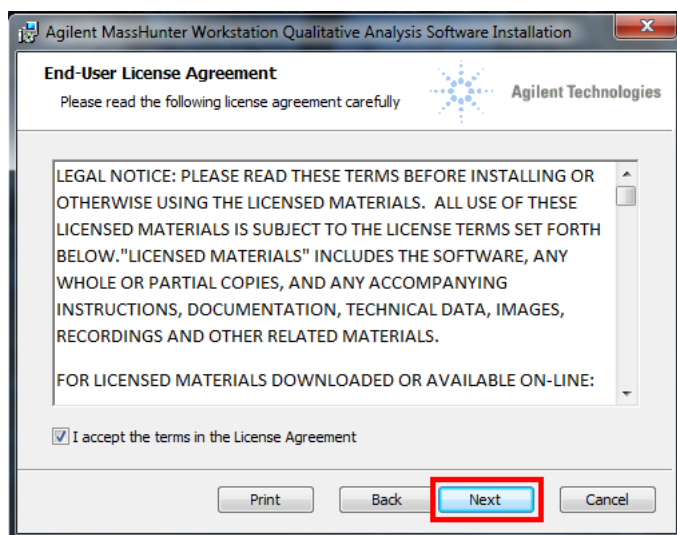 Agilent MassHunter Workstation Qualitative Analysis Software Installation
End-User License Agreement
Please read the following license agreement carefully
Agilent Technologies
LEGAL NOTICE: PLEASE READ THESE TERMS BEFORE INSTALLING OR
OTHERWISE USING THE LICENSED MATERIALS.  ALL USE OF THESE
LICENSED MATERIALS IS SUBJECT TO THE LICENSE TERMS SET FORTH
BELOW."LICENSED MATERIALS" INCLUDES THE SOFTWARE, ANY
WHOLE OR PARTIAL COPIES, AND ANY ACCOMPANYING
INSTRUCTIONS, DOCUMENTATION, TECHNICAL DATA, IMAGES,
RECORDINGS AND OTHER RELATED MATERIALS.
FOR LICENSED MATERIALS DOWNLOADED OR AVAILABLE ON-LINE:
I accept the terms in the License Agreement
Print Back Next Cancel